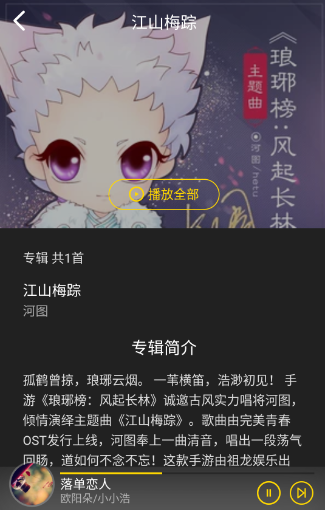 江山梅踪
《琅琊榜：风起长林
主题曲
河图/hetu
播放全部
专辑 共1首
江山梅踪
河图
专辑简介
孤鹤曾掠，琅琊云烟。一苇横笛，浩渺初见！ 手
游《琅琊榜：风起长林》诚邀古风实力唱将河图，
倾情演绎主题曲《江山梅踪》。歌曲由完美青春
OST发行上线，河图奉上一曲清音，唱出一段荡气
回肠，道如何不念不忘！这款手游由祖龙娱乐出
落单恋人
欧阳朵/小小浩